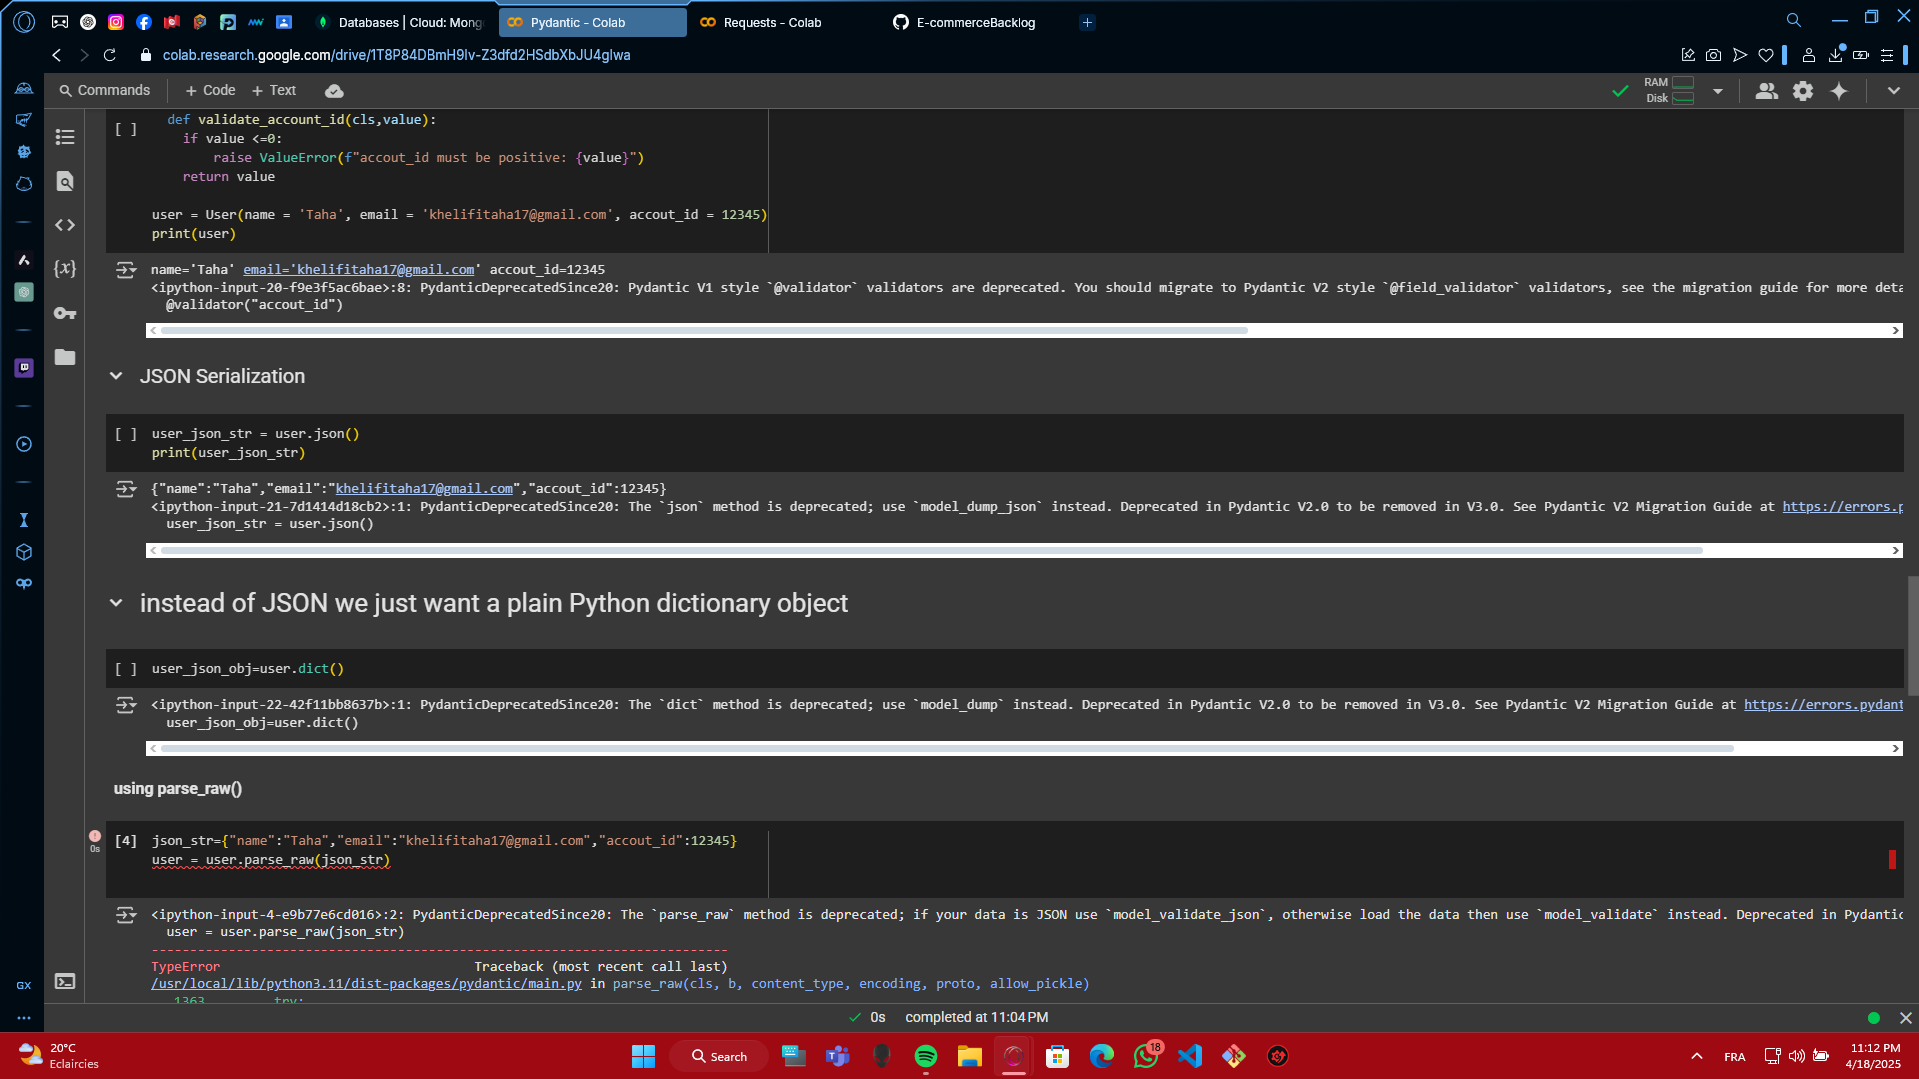 Databases | Cloud: Mong
Pydantic - Colab
Requests - Colab
E-commerceBacklog
colab.research.google.com/drive/1T8P84DBmH9Iv-Z3dfd2HSdbXbJU4glwa
Commands
+ Code
+ Text
RAM
Disk
[ ]
def validate_account_id(cls,value):
if value <=0:
raise ValueError(f"accout_id must be positive: {value}")
return value
user = User(name = 'Taha', email = 'khelifitaha17@gmail.com', accout_id = 12345)
print(user)
name='Taha' email='khelifitaha17@gmail.com' accout_id=12345
<ipython-input-20-f9e3f5ac6bae>:8: PydanticDeprecatedSince20: Pydantic V1 style `@validator` validators are deprecated. You should migrate to Pydantic V2 style `@field_validator` validators, see the migration guide for more deta
@validator("accout_id")
JSON Serialization
[ ] user_json_str = user.json()
print(user_json_str)
{"name":"Taha","email":"khelifitaha17@gmail.com","accout_id":12345}
<ipython-input-21-7d1414d18cb2>:1: PydanticDeprecatedSince20: The `json` method is deprecated; use `model_dump_json` instead. Deprecated in Pydantic V2.0 to be removed in V3.0. See Pydantic V2 Migration Guide at https://errors.p
user_json_str = user.json()
instead of JSON we just want a plain Python dictionary object
[ ] user_json_obj=user.dict()
<ipython-input-22-42f11bb8637b>:1: PydanticDeprecatedSince20: The `dict` method is deprecated; use `model_dump` instead. Deprecated in Pydantic V2.0 to be removed in V3.0. See Pydantic V2 Migration Guide at https://errors.pydant
user_json_obj=user.dict()
using parse_raw()
0s
[4] json_str={"name":"Taha","email":"khelifitaha17@gmail.com","accout_id":12345}
user = user.parse_raw(json_str)
<ipython-input-4-e9b77e6cd016>:2: PydanticDeprecatedSince20: The `parse_raw` method is deprecated; if your data is JSON use `model_validate_json`, otherwise load the data then use `model_validate` instead. Deprecated in Pydantic
user = user.parse_raw(json_str)
---------------------------------------------------------------------------
TypeError Traceback (most recent call last)
/usr/local/lib/python3.11/dist-packages/pydantic/main.py in parse_raw(cls, b, content_type, encoding, proto, allow_pickle)
1363 try:
0s completed at 11:04 PM
GX
20°C
Eclaircies
Search
18
FRA
11:12 PM
4/18/2025